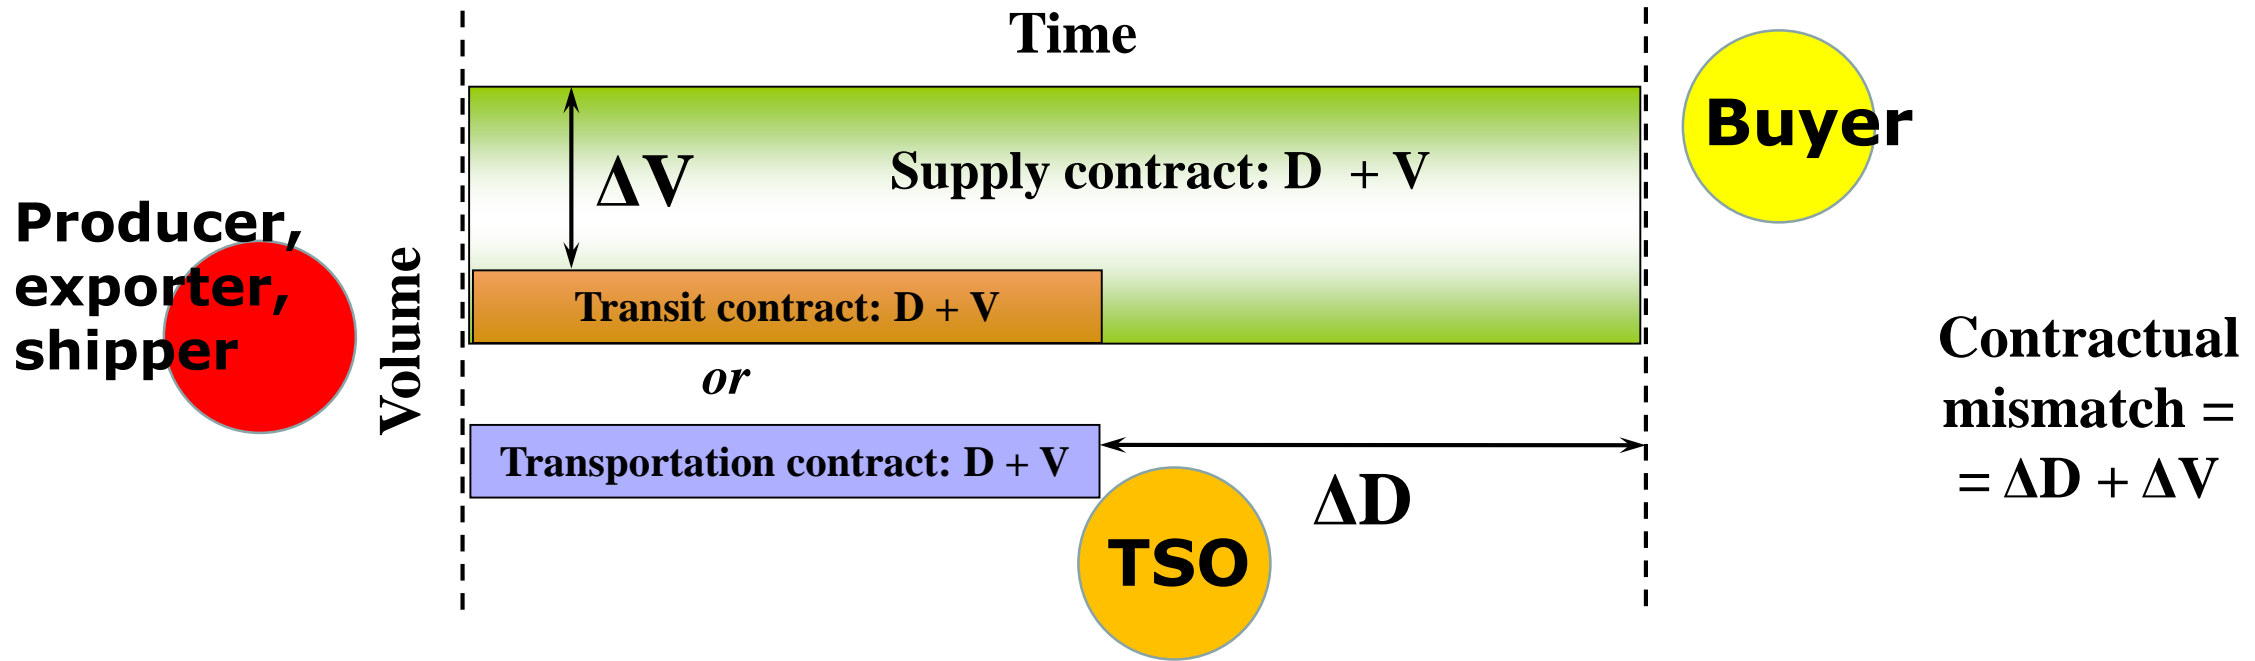 Time
Buyer
ΔV
Supply contract: D + V
Producer,
exporter,
shipper
Volume
Transit contract: D + V
or
Transportation contract: D + V
ΔD
TSO
Contractual
mismatch =
= ΔD + ΔV